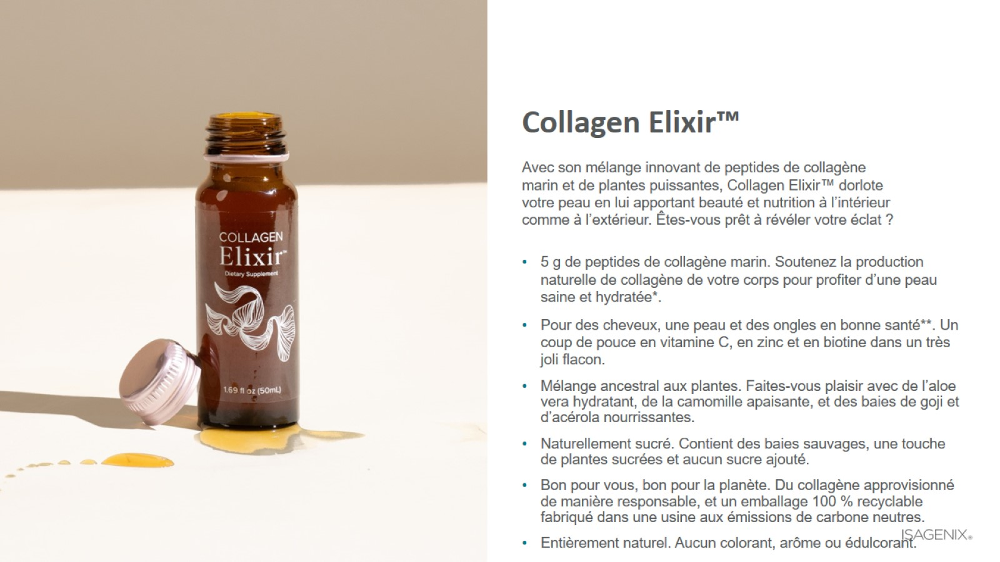 COLLAGEN
Elixir™
Dietary Supplement
1.69 fl oz (50mL)
Collagen Elixir™
Avec son mélange innovant de peptides de collagène
marin et de plantes puissantes, Collagen Elixir™ dorlote
votre peau en lui apportant beauté et nutrition à l’intérieur
comme à l’extérieur. Êtes-vous prêt à révéler votre éclat ?
• 5 g de peptides de collagène marin. Soutenez la production
naturelle de collagène de votre corps pour profiter d’une peau
saine et hydratée*.
• Pour des cheveux, une peau et des ongles en bonne santé**. Un
coup de pouce en vitamine C, en zinc et en biotine dans un très
joli flacon.
• Mélange ancestral aux plantes. Faites-vous plaisir avec de l’aloe
vera hydratant, de la camomille apaisante, et des baies de goji et
d’acérola nourrissantes.
• Naturellement sucré. Contient des baies sauvages, une touche
de plantes sucrées et aucun sucre ajouté.
• Bon pour vous, bon pour la planète. Du collagène approvisionné
de manière responsable, et un emballage 100 % recyclable
fabriqué dans une usine aux émissions de carbone neutres.
• Entièrement naturel. Aucun colorant, arôme ou édulcorant.
ISAGENIX®